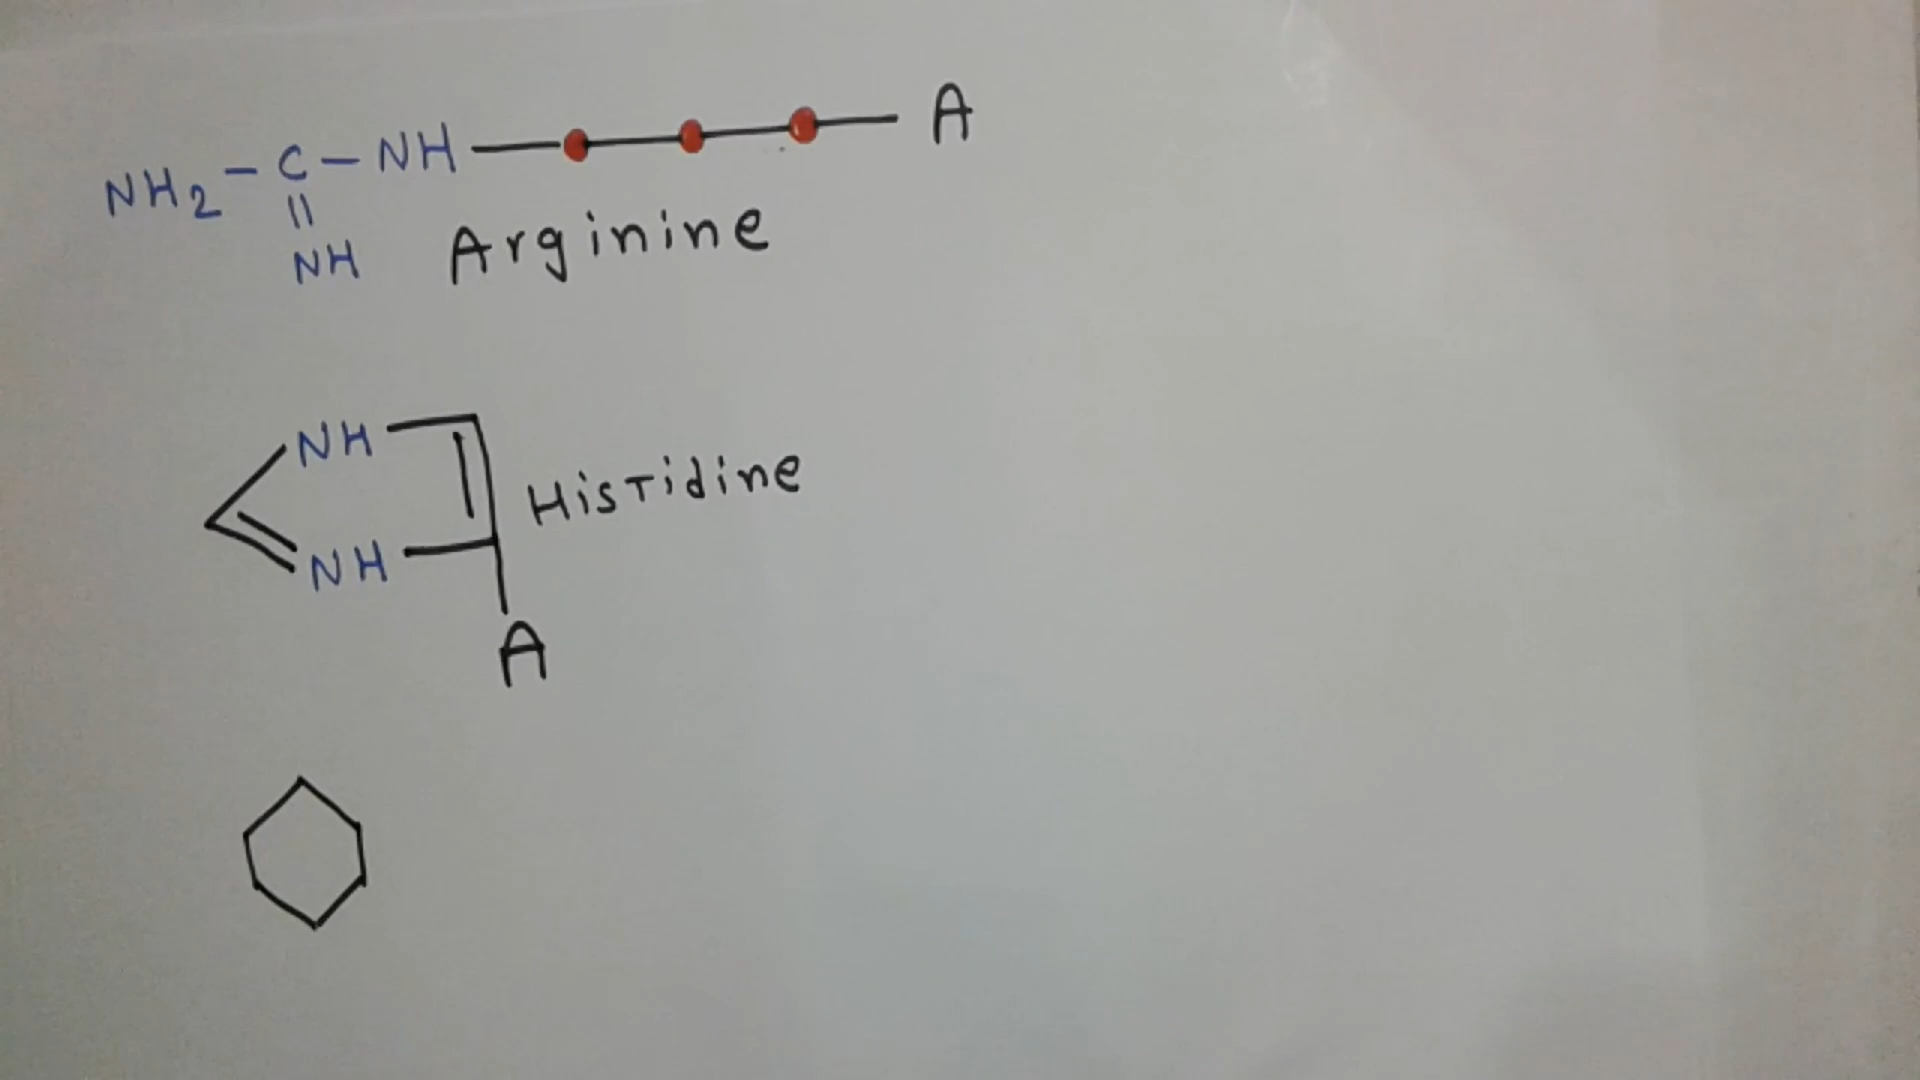 NH2 - C - NH — A
||
NH Arginine
NH
HisTidine
NH
A